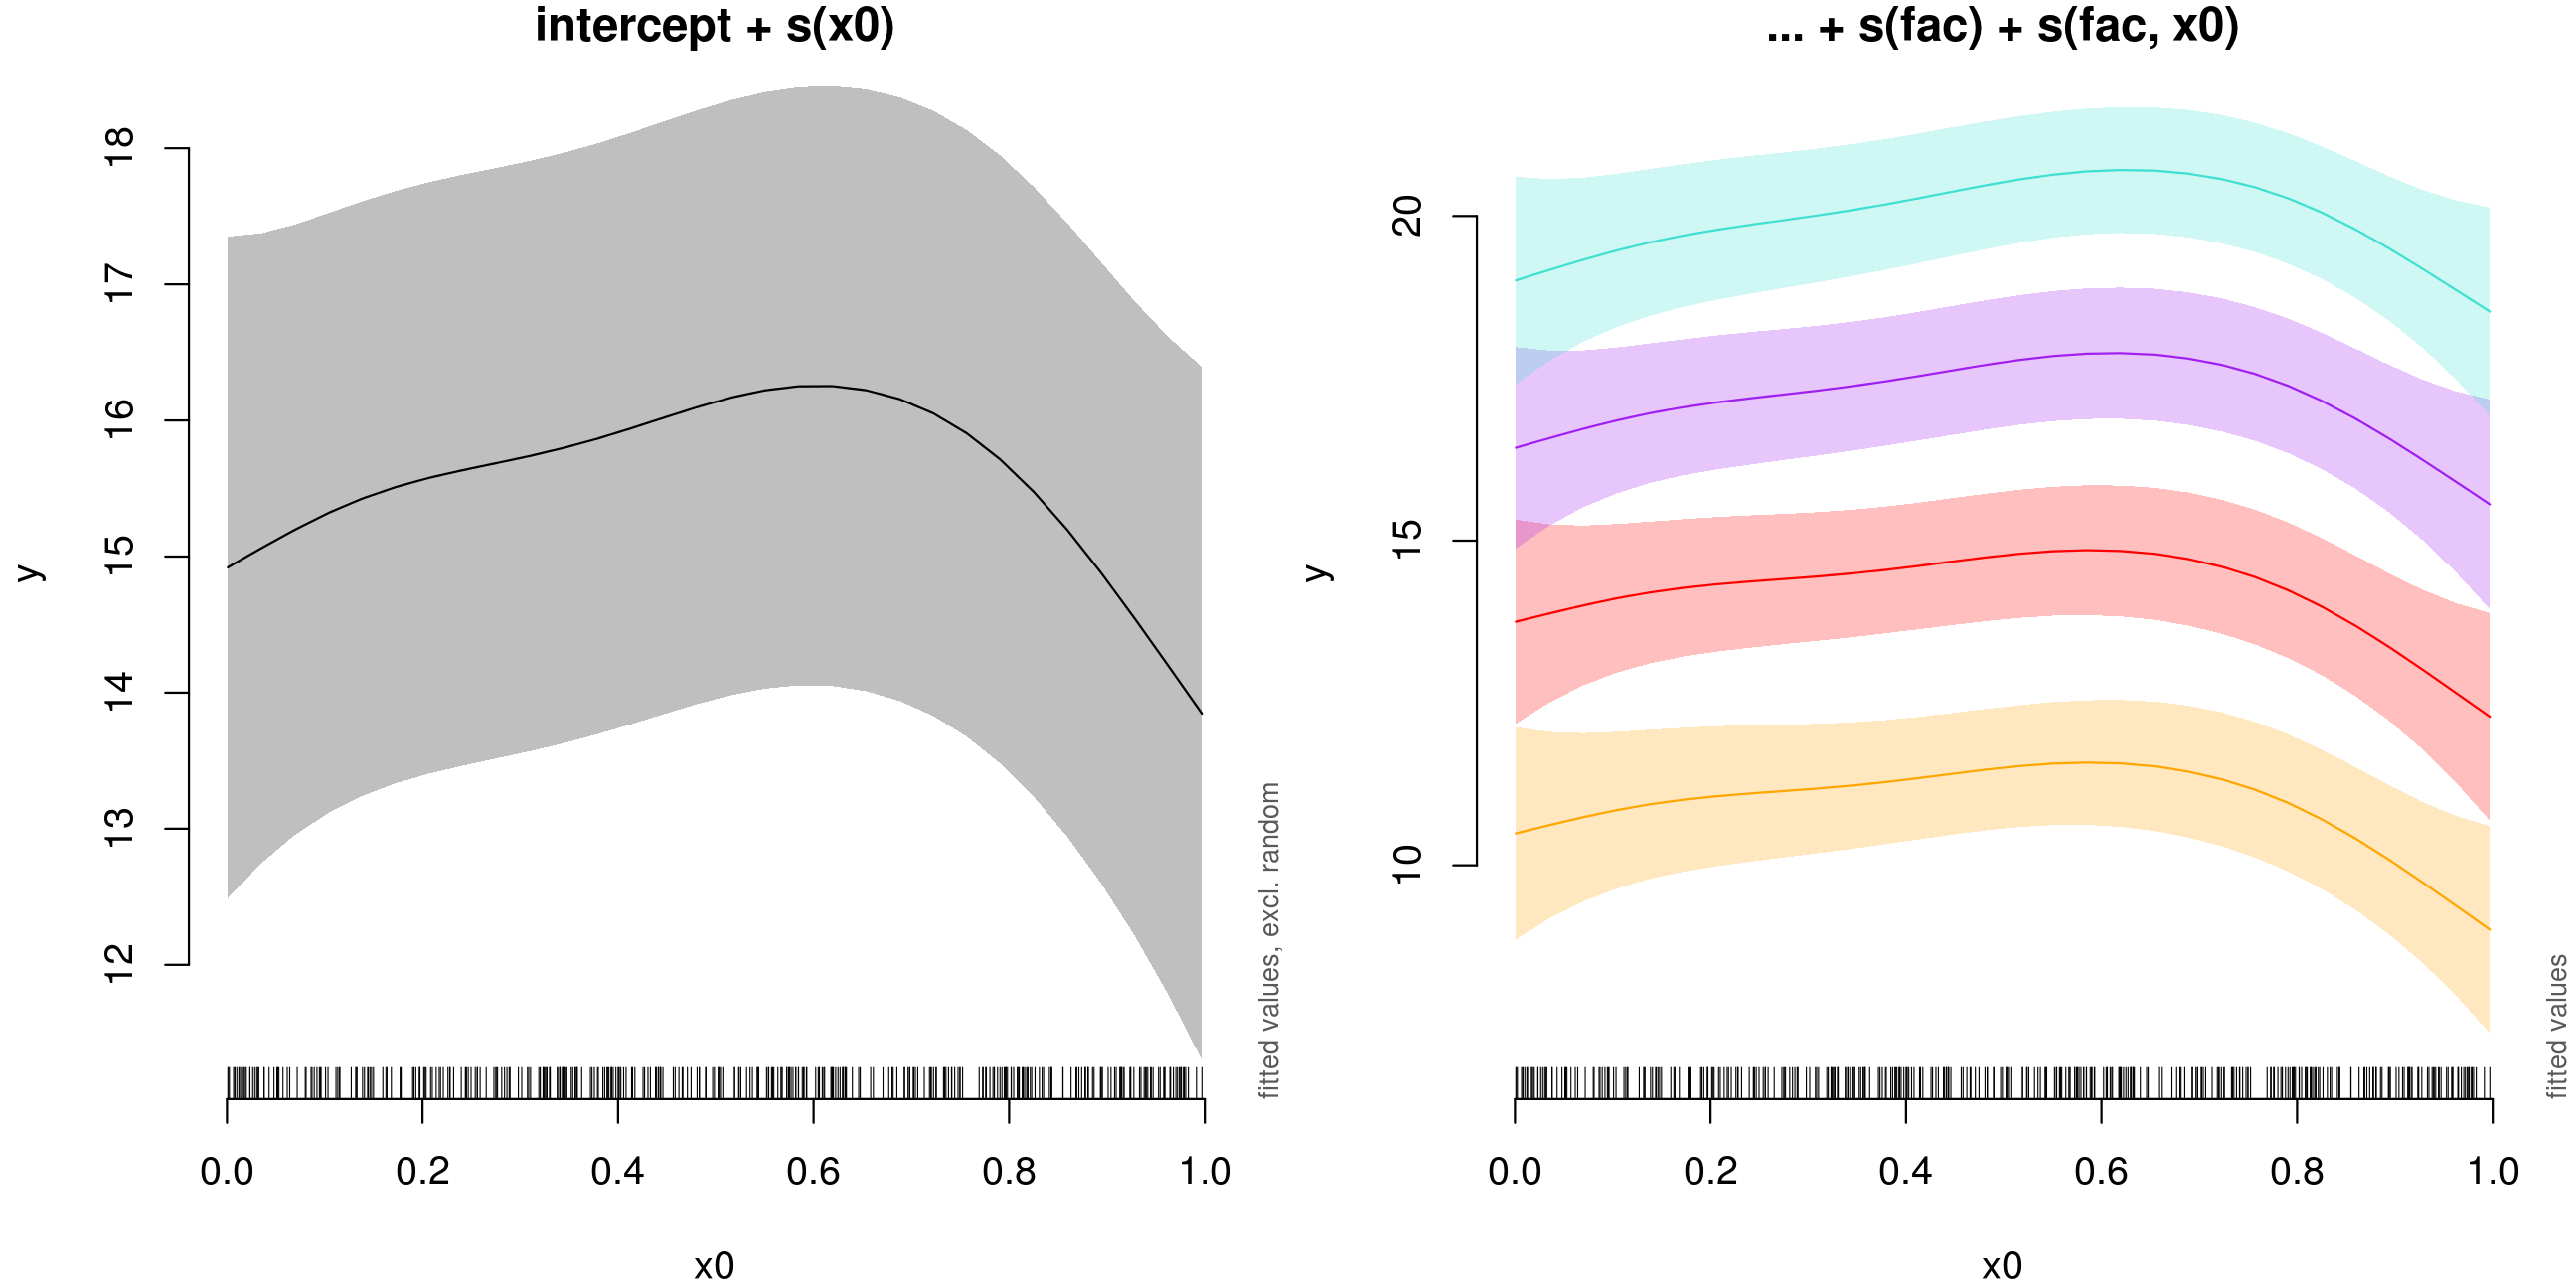 intercept + s(x0)
y
18
17
16
15
14
13
12
0.0 0.2 0.4 0.6 0.8 1.0
x0
fitted values, excl. random
... + s(fac) + s(fac, x0)
y
20
15
10
0.0 0.2 0.4 0.6 0.8 1.0
x0
fitted values